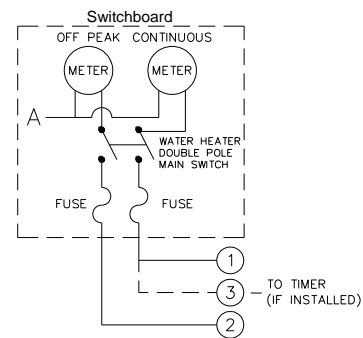 Switchboard
OFF PEAK CONTINUOUS
METER METER
A
WATER HEATER
DOUBLE POLE
MAIN SWITCH
FUSE FUSE
1
3 TO TIMER
(IF INSTALLED)
2